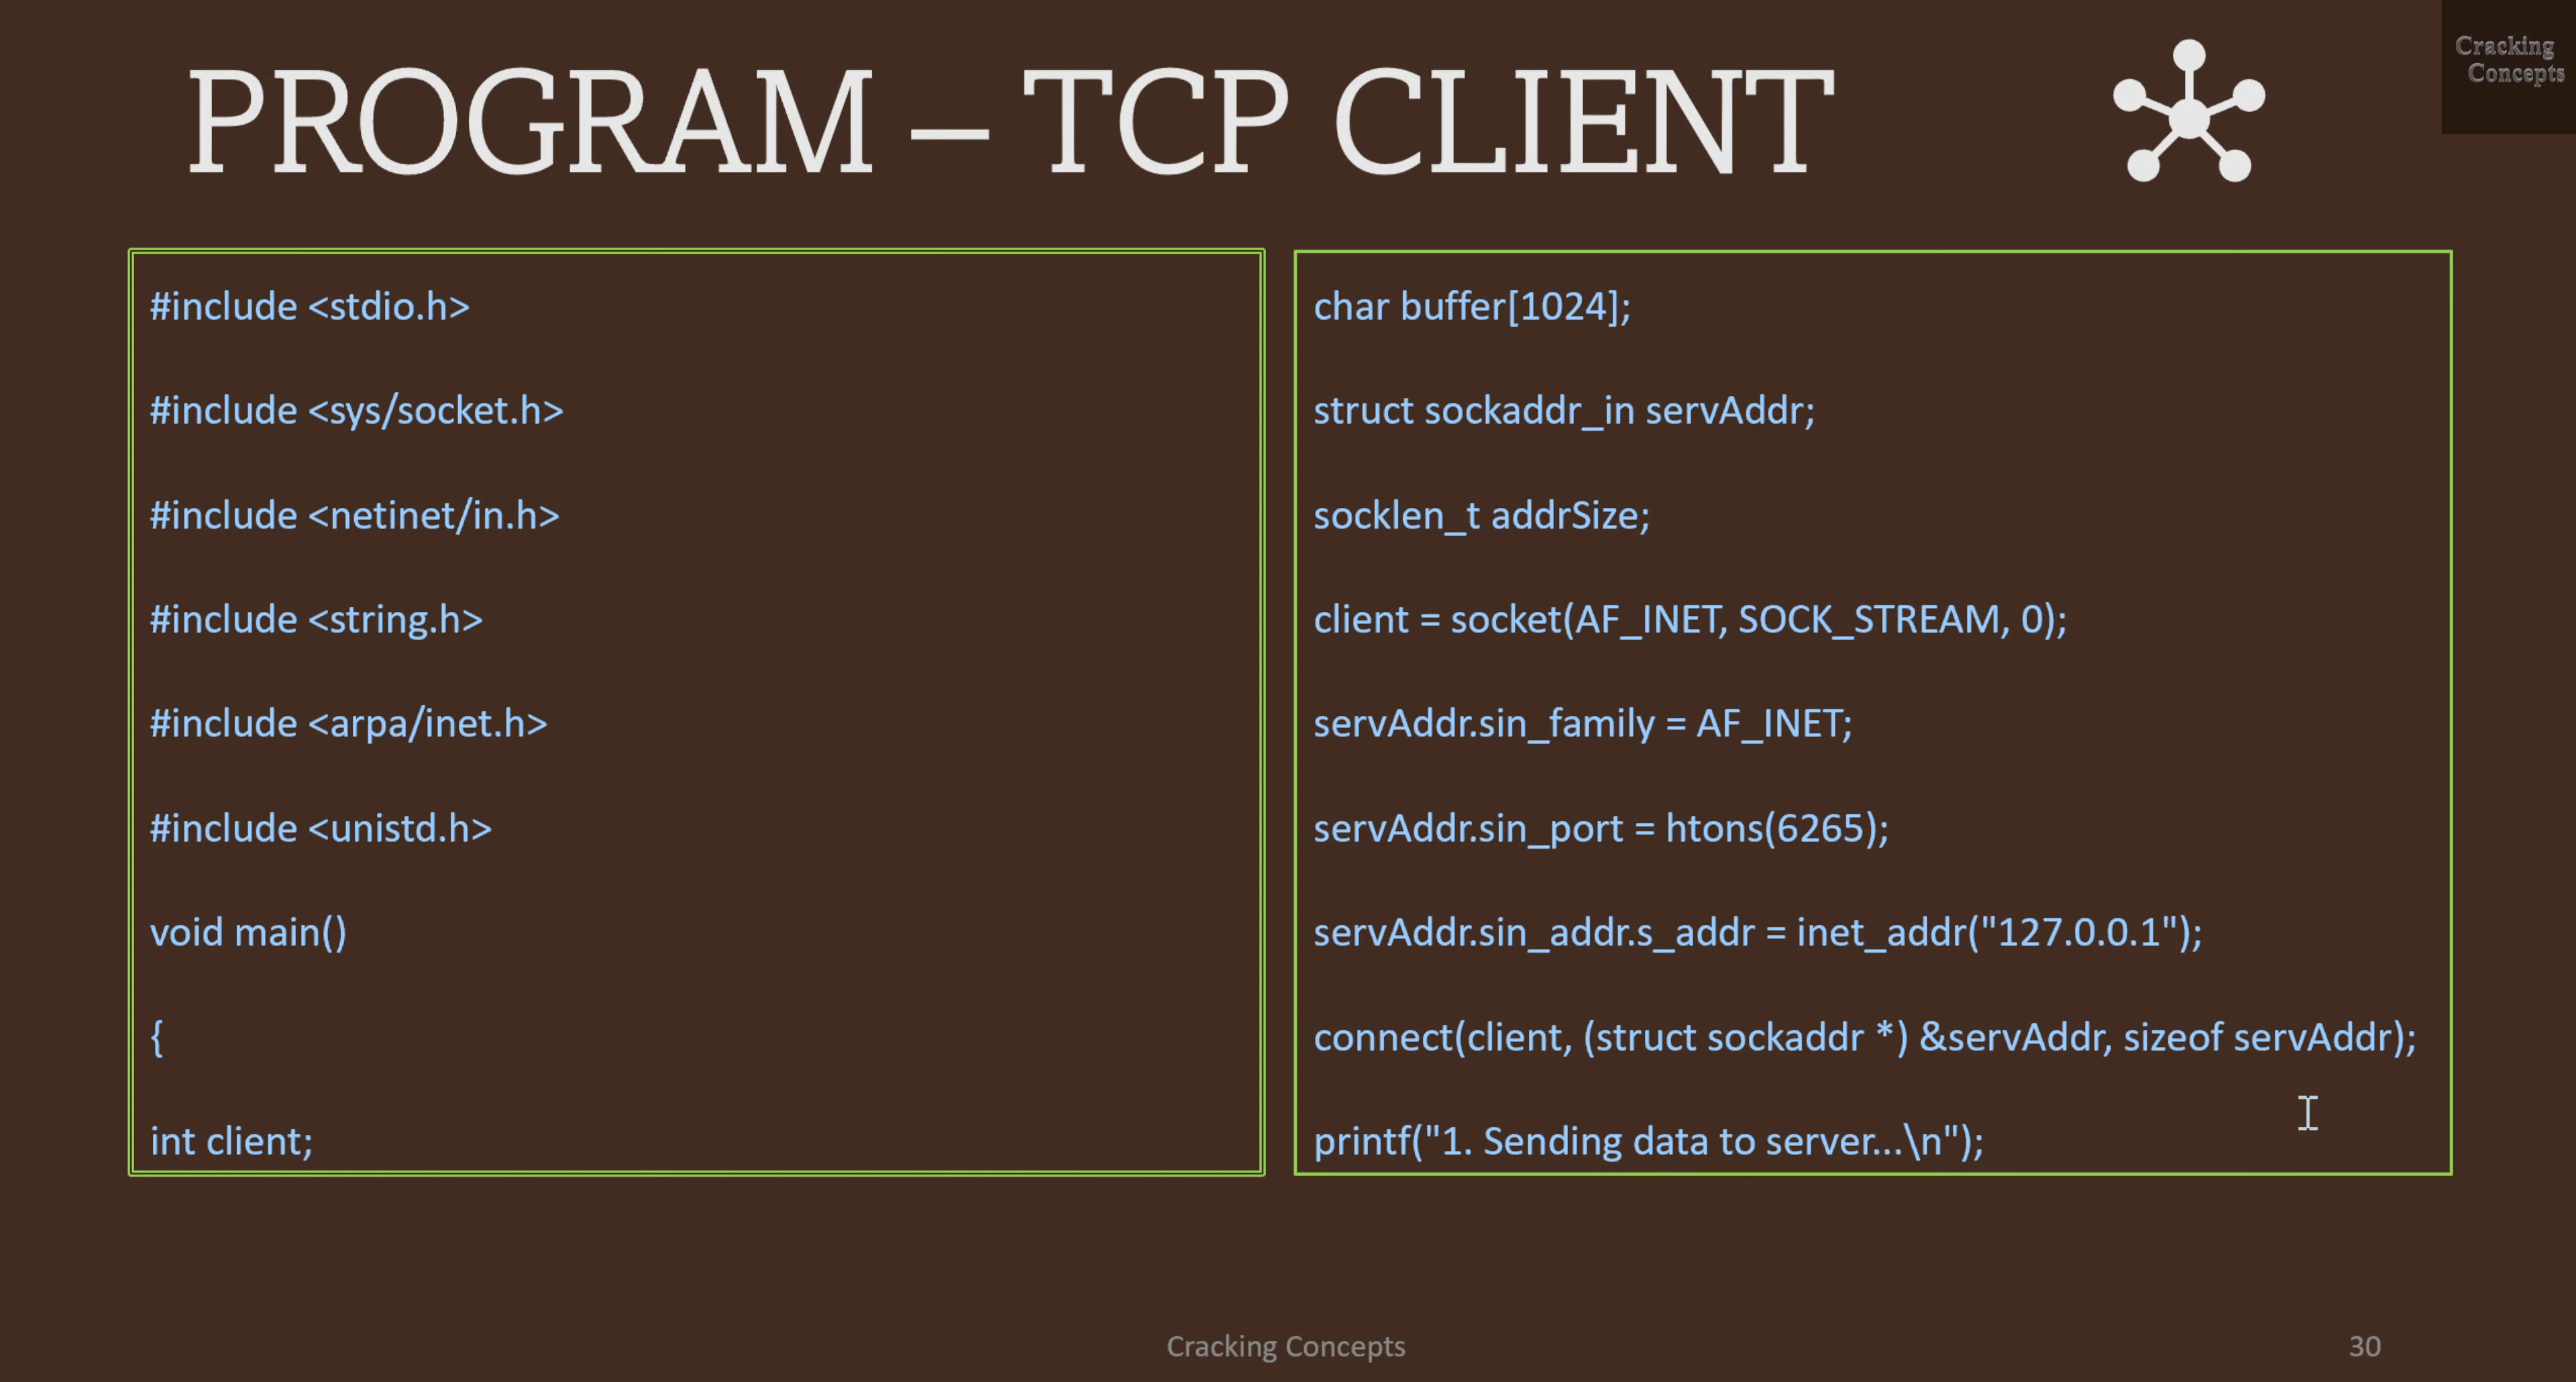 PROGRAM – TCP CLIENT
Cracking
Concepts
#include <stdio.h>
#include <sys/socket.h>
#include <netinet/in.h>
#include <string.h>
#include <arpa/inet.h>
#include <unistd.h>
void main()
{
int client;
char buffer[1024];
struct sockaddr_in servAddr;
socklen_t addrSize;
client = socket(AF_INET, SOCK_STREAM, 0);
servAddr.sin_family = AF_INET;
servAddr.sin_port = htons(6265);
servAddr.sin_addr.s_addr = inet_addr("127.0.0.1");
connect(client, (struct sockaddr *) &servAddr, sizeof servAddr);
printf("1. Sending data to server...\n");
Cracking Concepts
30